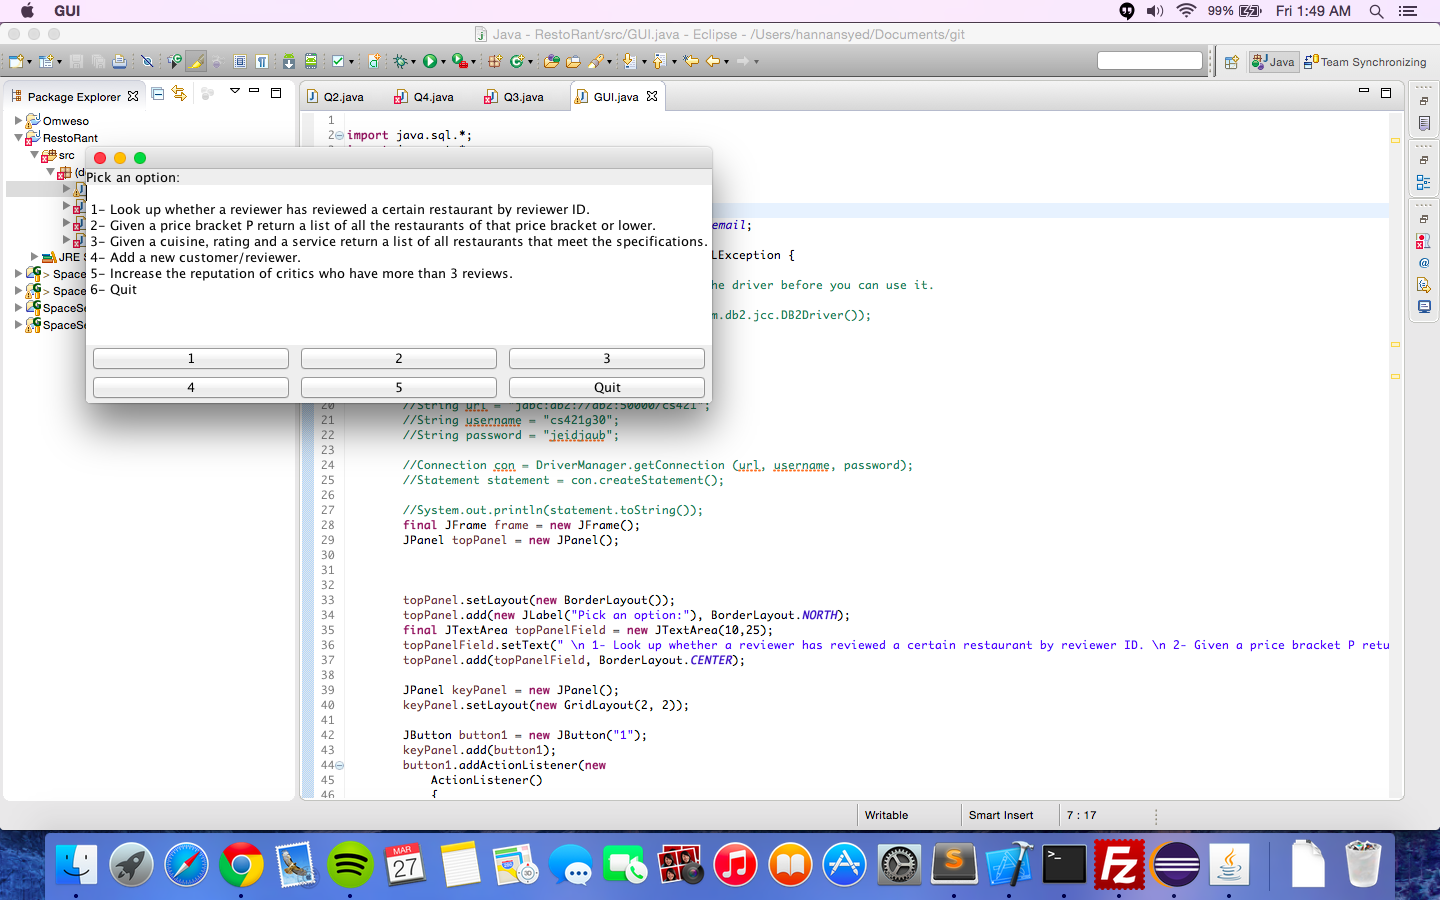 GUI
99%
Fri 1:49 AM
Java - RestoRant/src/GUI.java - Eclipse - /Users/hannansyed/Documents/git
Java
Team Synchronizing
Package Explorer
Q2.java
Q4.java
Q3.java
GUI.java
Omweso
RestoRant
src
(d
JRE S
> Space
> Space
SpaceSe
SpaceSe
Pick an option:
1- Look up whether a reviewer has reviewed a certain restaurant by reviewer ID.
2- Given a price bracket P return a list of all the restaurants of that price bracket or lower.
3- Given a cuisine, rating and a service return a list of all restaurants that meet the specifications.
4- Add a new customer/reviewer.
5- Increase the reputation of critics who have more than 3 reviews.
6- Quit
1
2
3
4
5
Quit
1
2 import java.sql.*;
email;
LException {
he driver before you can use it.
m.db2.jcc.DB2Driver());
20 //String url = "jdbc:db2://db2:50000/cs421";
21 //String username = "cs421g30";
22 //String password = "jeidjaub";
23
24 //Connection con = DriverManager.getConnection (url, username, password);
25 //Statement statement = con.createStatement();
26
27 //System.out.println(statement.toString());
28 final JFrame frame = new JFrame();
29 JPanel topPanel = new JPanel();
30
31
32
33 topPanel.setLayout(new BorderLayout());
34 topPanel.add(new JLabel("Pick an option:"), BorderLayout.NORTH);
35 final JTextArea topPanelField = new JTextArea(10,25);
36 topPanelField.setText(" \n 1- Look up whether a reviewer has reviewed a certain restaurant by reviewer ID. \n 2- Given a price bracket P retu
37 topPanel.add(topPanelField, BorderLayout.CENTER);
38
39 JPanel keyPanel = new JPanel();
40 keyPanel.setLayout(new GridLayout(2, 2));
41
42 JButton button1 = new JButton("1");
43 keyPanel.add(button1);
44 button1.addActionListener(new
45 ActionListener()
46 {
Writable
Smart Insert
7 : 17
MAR
27